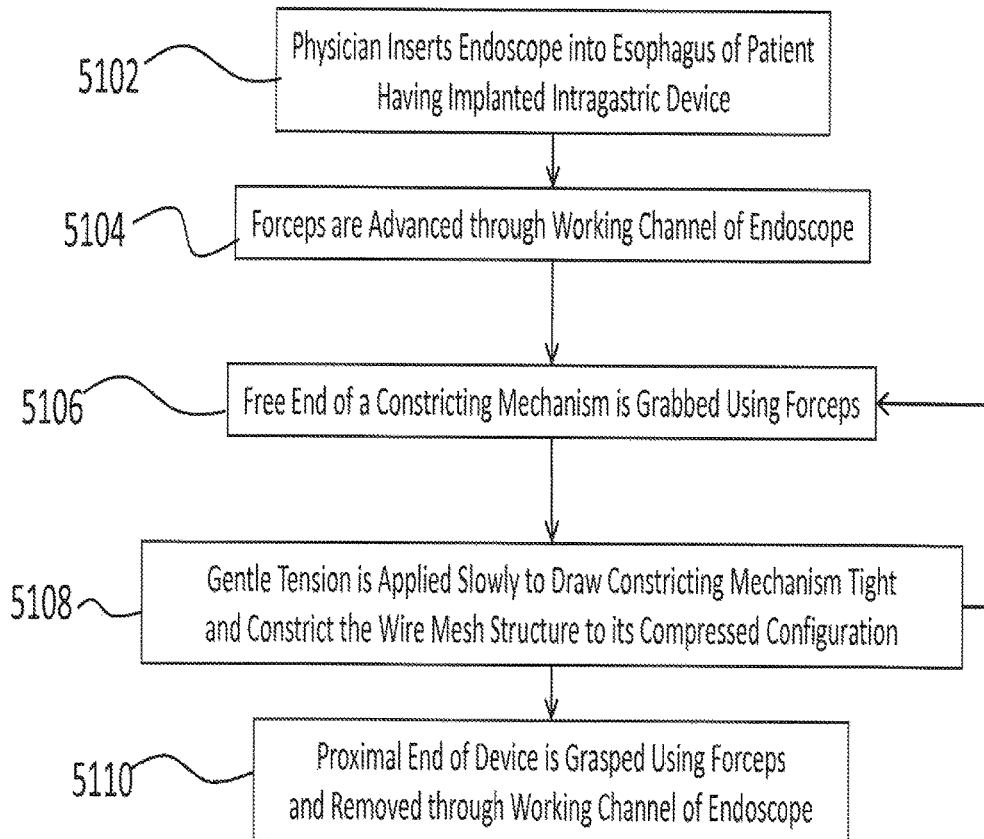 5102
Physician Inserts Endoscope into Esophagus of Patient
Having Implanted Intragastric Device
5104
Forceps are Advanced through Working Channel of Endoscope
5106
Free End of a Constricting Mechanism is Grabbed Using Forceps
5108
Gentle Tension is Applied Slowly to Draw Constricting Mechanism Tight
and Constrict the Wire Mesh Structure to its Compressed Configuration
5110
Proximal End of Device is Grasped Using Forceps
and Removed through Working Channel of Endoscope